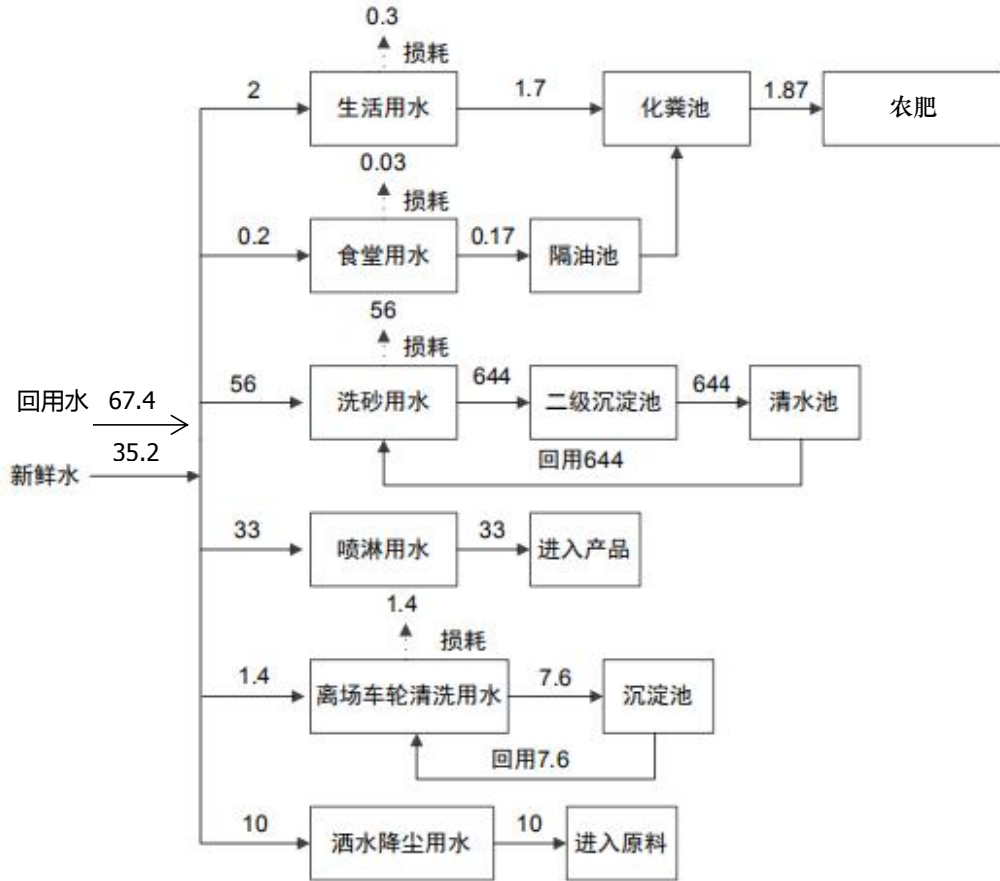 0.3
损耗
2
生活用水
1.7
化粪池
1.87
农肥
0.03
损耗
0.2
食堂用水
0.17
隔油池
56
损耗
56
洗砂用水
644
二级沉淀池
644
清水池
回用644
回用水 67.4
35.2
新鲜水
33
喷淋用水
33
进入产品
1.4
损耗
1.4
离场车轮清洗用水
7.6
沉淀池
回用7.6
10
洒水降尘用水
10
进入原料